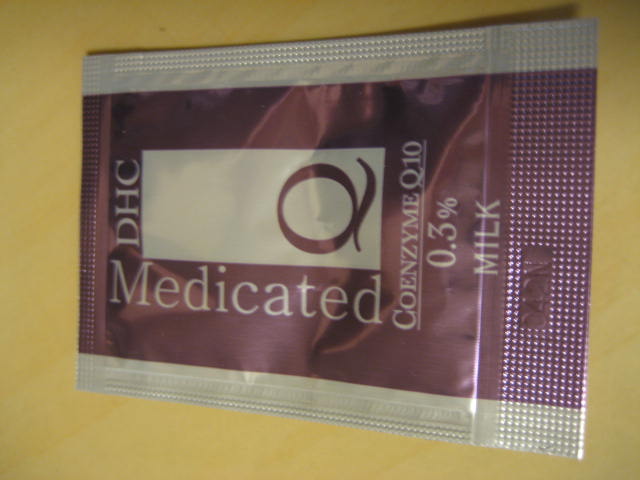 DHC
Medicated
Q
COENZYME Q10
0.3%
MILK